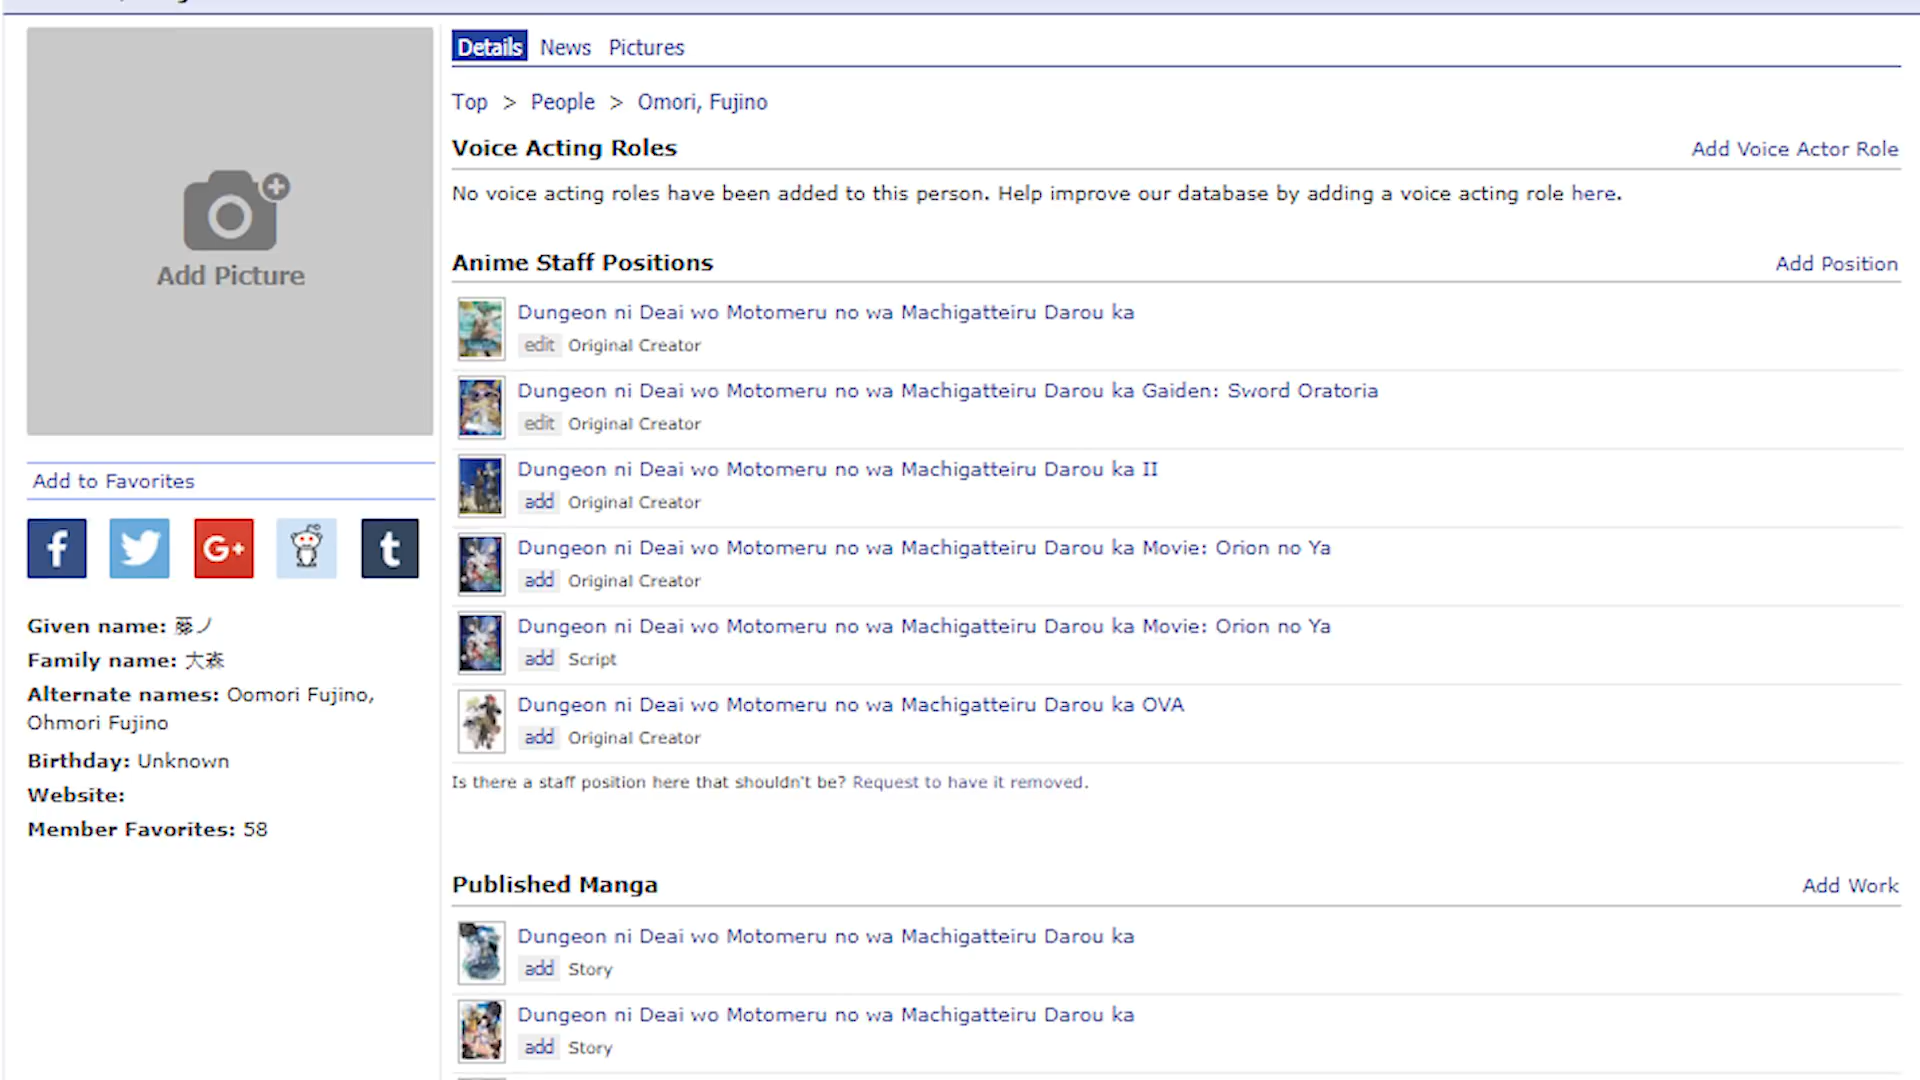 Details News Pictures
Top > People > Omori, Fujino
Voice Acting Roles
Add Voice Actor Role
No voice acting roles have been added to this person. Help improve our database by adding a voice acting role here.
Anime Staff Positions
Add Position
Dungeon ni Deai wo Motomeru no wa Machigatteiru Darou ka
edit Original Creator
Dungeon ni Deai wo Motomeru no wa Machigatteiru Darou ka Gaiden: Sword Oratoria
edit Original Creator
Dungeon ni Deai wo Motomeru no wa Machigatteiru Darou ka II
add Original Creator
Dungeon ni Deai wo Motomeru no wa Machigatteiru Darou ka Movie: Orion no Ya
add Original Creator
Dungeon ni Deai wo Motomeru no wa Machigatteiru Darou ka Movie: Orion no Ya
add Script
Dungeon ni Deai wo Motomeru no wa Machigatteiru Darou ka OVA
add Original Creator
Is there a staff position here that shouldn't be? Request to have it removed.
Published Manga
Add Work
Dungeon ni Deai wo Motomeru no wa Machigatteiru Darou ka
add Story
Dungeon ni Deai wo Motomeru no wa Machigatteiru Darou ka
add Story
Add Picture
Add to Favorites
f G+ t
Given name: 藤ノ
Family name: 大森
Alternate names: Oomori Fujino,
Ohmori Fujino
Birthday: Unknown
Website:
Member Favorites: 58